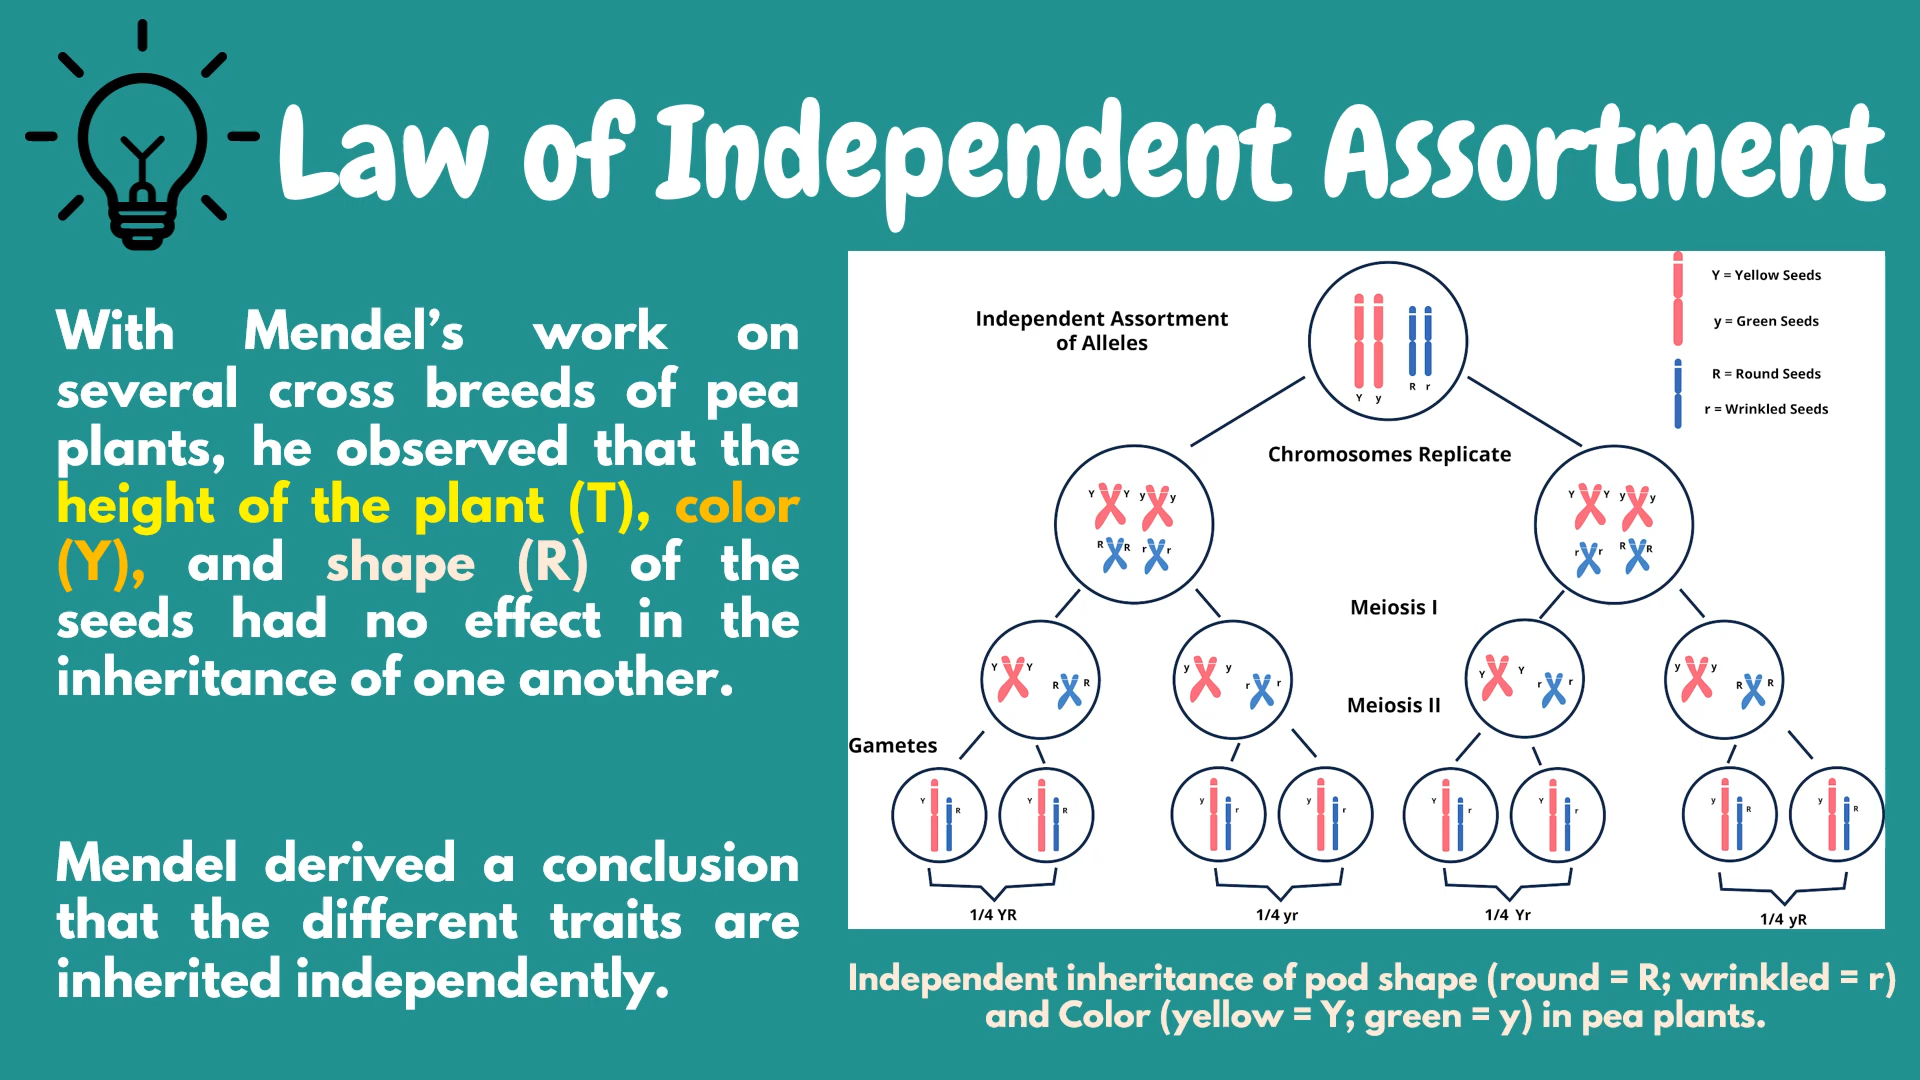 Law of Independent Assortment
With Mendel's work on
several cross breeds of pea
plants, he observed that the
height of the plant (T), color
(Y), and shape (R) of the
seeds had no effect in the
inheritance of one another.
Mendel derived a conclusion
that the different traits are
inherited independently.
Independent Assortment
of Alleles
Y = Yellow Seeds
y = Green Seeds
R = Round Seeds
r = Wrinkled Seeds
Y y R r
Chromosomes Replicate
Y Y y y
R R r r
Y Y y y
r r R R
Meiosis I
Y Y R R
y y r r
Y Y r r
y y R R
Meiosis II
Gametes
Y R
Y R
y r
y r
Y r
Y r
y R
y R
1/4 YR
1/4 yr
1/4 Yr
1/4 yR
Independent inheritance of pod shape (round = R; wrinkled = r)
and Color (yellow = Y; green = y) in pea plants.